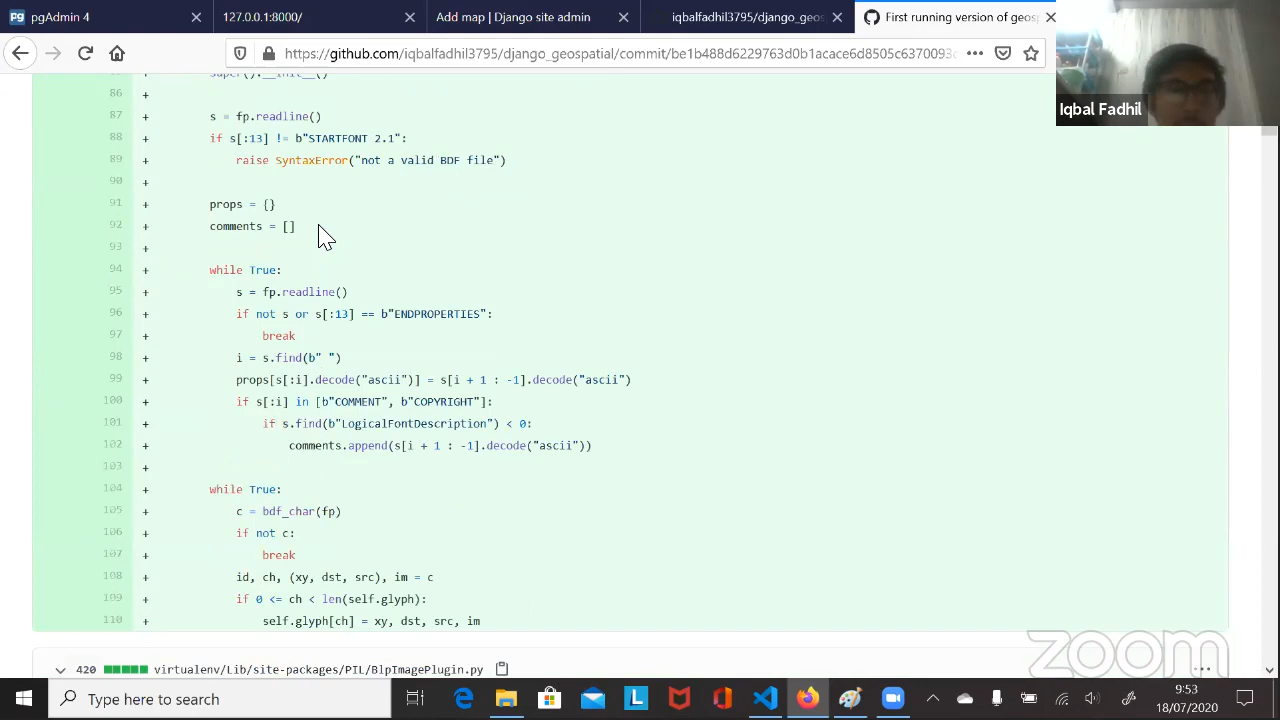 pgAdmin 4
127.0.0.1:8000/
Add map | Django site admin
iqbalfadhil3795/django_geos
First running version of geos
https://github.com/iqbalfadhil3795/django_geospatial/commit/be1b488d6229763d0b1acace6d8505c6370093
Iqbal Fadhil
super().__init__()
86 +
87 + s = fp.readline()
88 + if s[:13] != b"STARTFONT 2.1":
89 + raise SyntaxError("not a valid BDF file")
90 +
91 + props = {}
92 + comments = []
93 +
94 + while True:
95 + s = fp.readline()
96 + if not s or s[:13] == b"ENDPROPERTIES":
97 + break
98 + i = s.find(b" ")
99 + props[s[:i].decode("ascii")] = s[i + 1 : -1].decode("ascii")
100 + if s[:i] in [b"COMMENT", b"COPYRIGHT"]:
101 + if s.find(b"LogicalFontDescription") < 0:
102 + comments.append(s[i + 1 : -1].decode("ascii"))
103 +
104 + while True:
105 + c = bdf_char(fp)
106 + if not c:
107 + break
108 + id, ch, (xy, dst, src), im = c
109 + if 0 <= ch < len(self.glyph):
110 + self.glyph[ch] = xy, dst, src, im
420 virtualenv/Lib/site-packages/PIL/BlpImagePlugin.py
zoom
Type here to search
9:53
18/07/2020